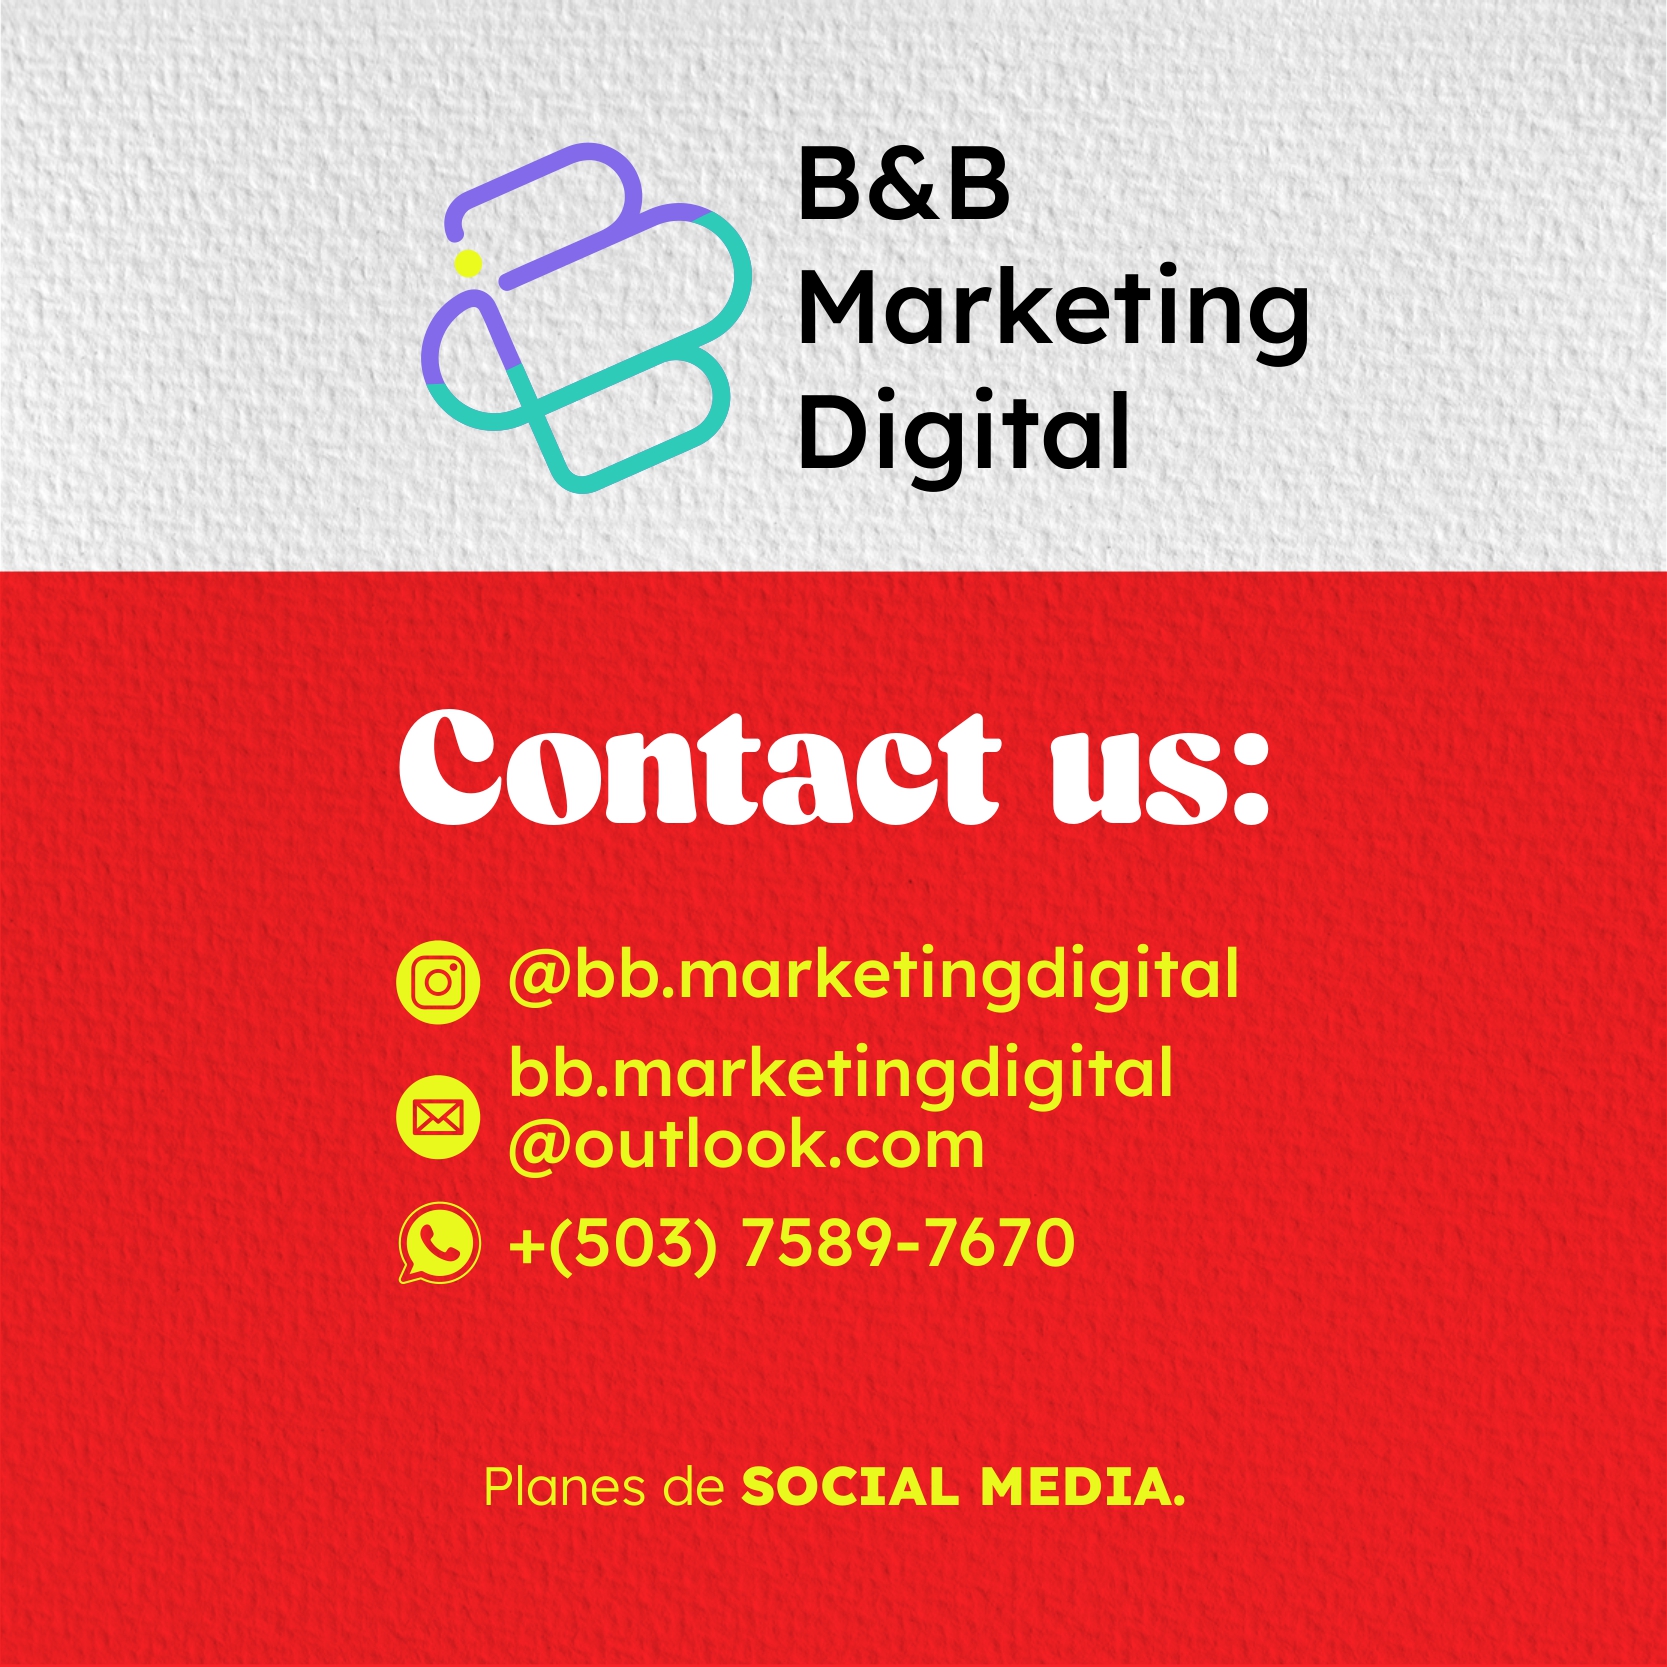 B&B
Marketing
Digital
Contact us:
@bb.marketingdigital
bb.marketingdigital
@outlook.com
+(503) 7589-7670
Planes de SOCIAL MEDIA.